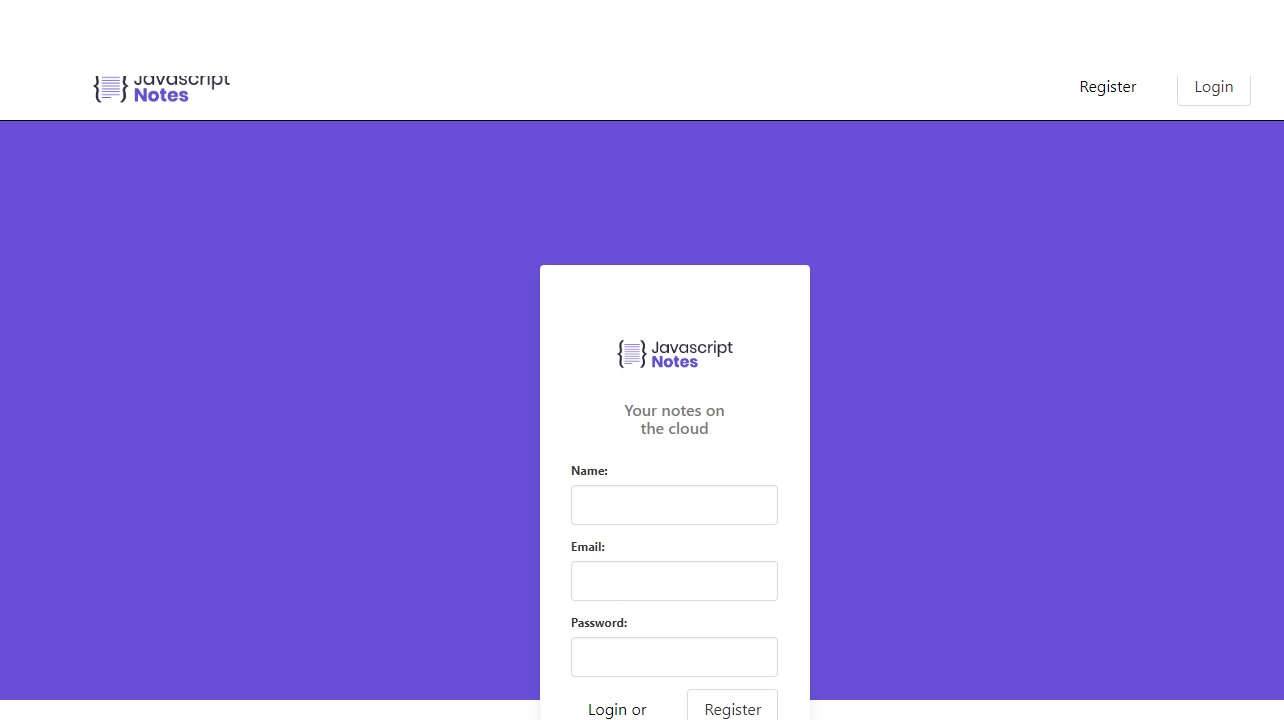 Javascript
Notes
Register
Login
Javascript
Notes
Your notes on
the cloud
Name:
Email:
Password:
Login or
Register